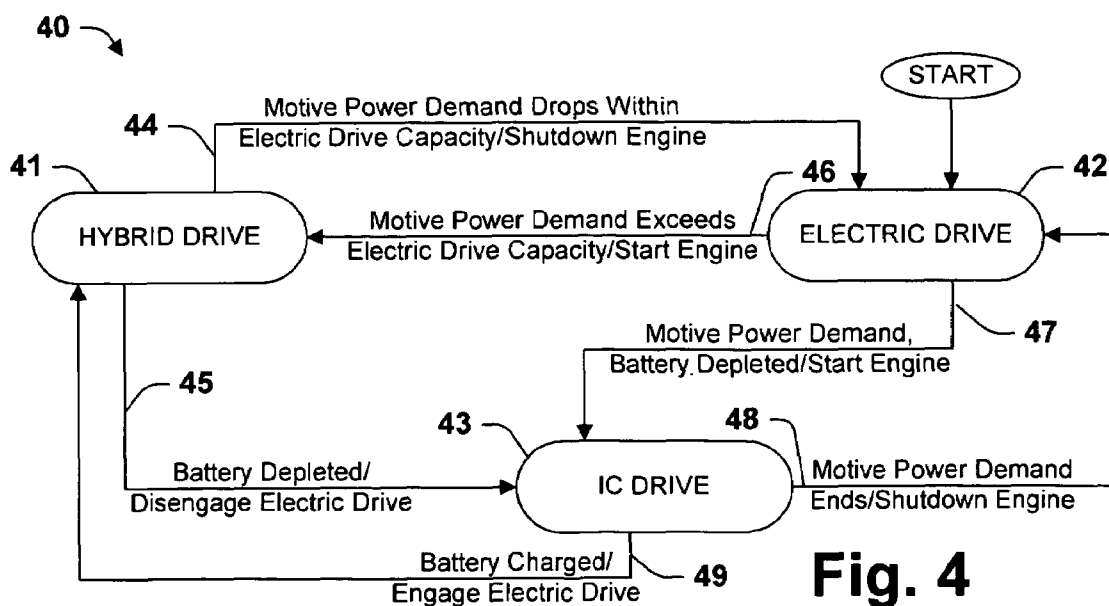 40
START
Motive Power Demand Drops Within
Electric Drive Capacity/Shutdown Engine
44
41
46
42
HYBRID DRIVE
Motive Power Demand Exceeds
Electric Drive Capacity/Start Engine
ELECTRIC DRIVE
47
Motive Power Demand,
Battery Depleted/Start Engine
45
43
48
Battery Depleted/
Disengage Electric Drive
IC DRIVE
Motive Power Demand
Ends/Shutdown Engine
Battery Charged/
Engage Electric Drive
49
Fig. 4